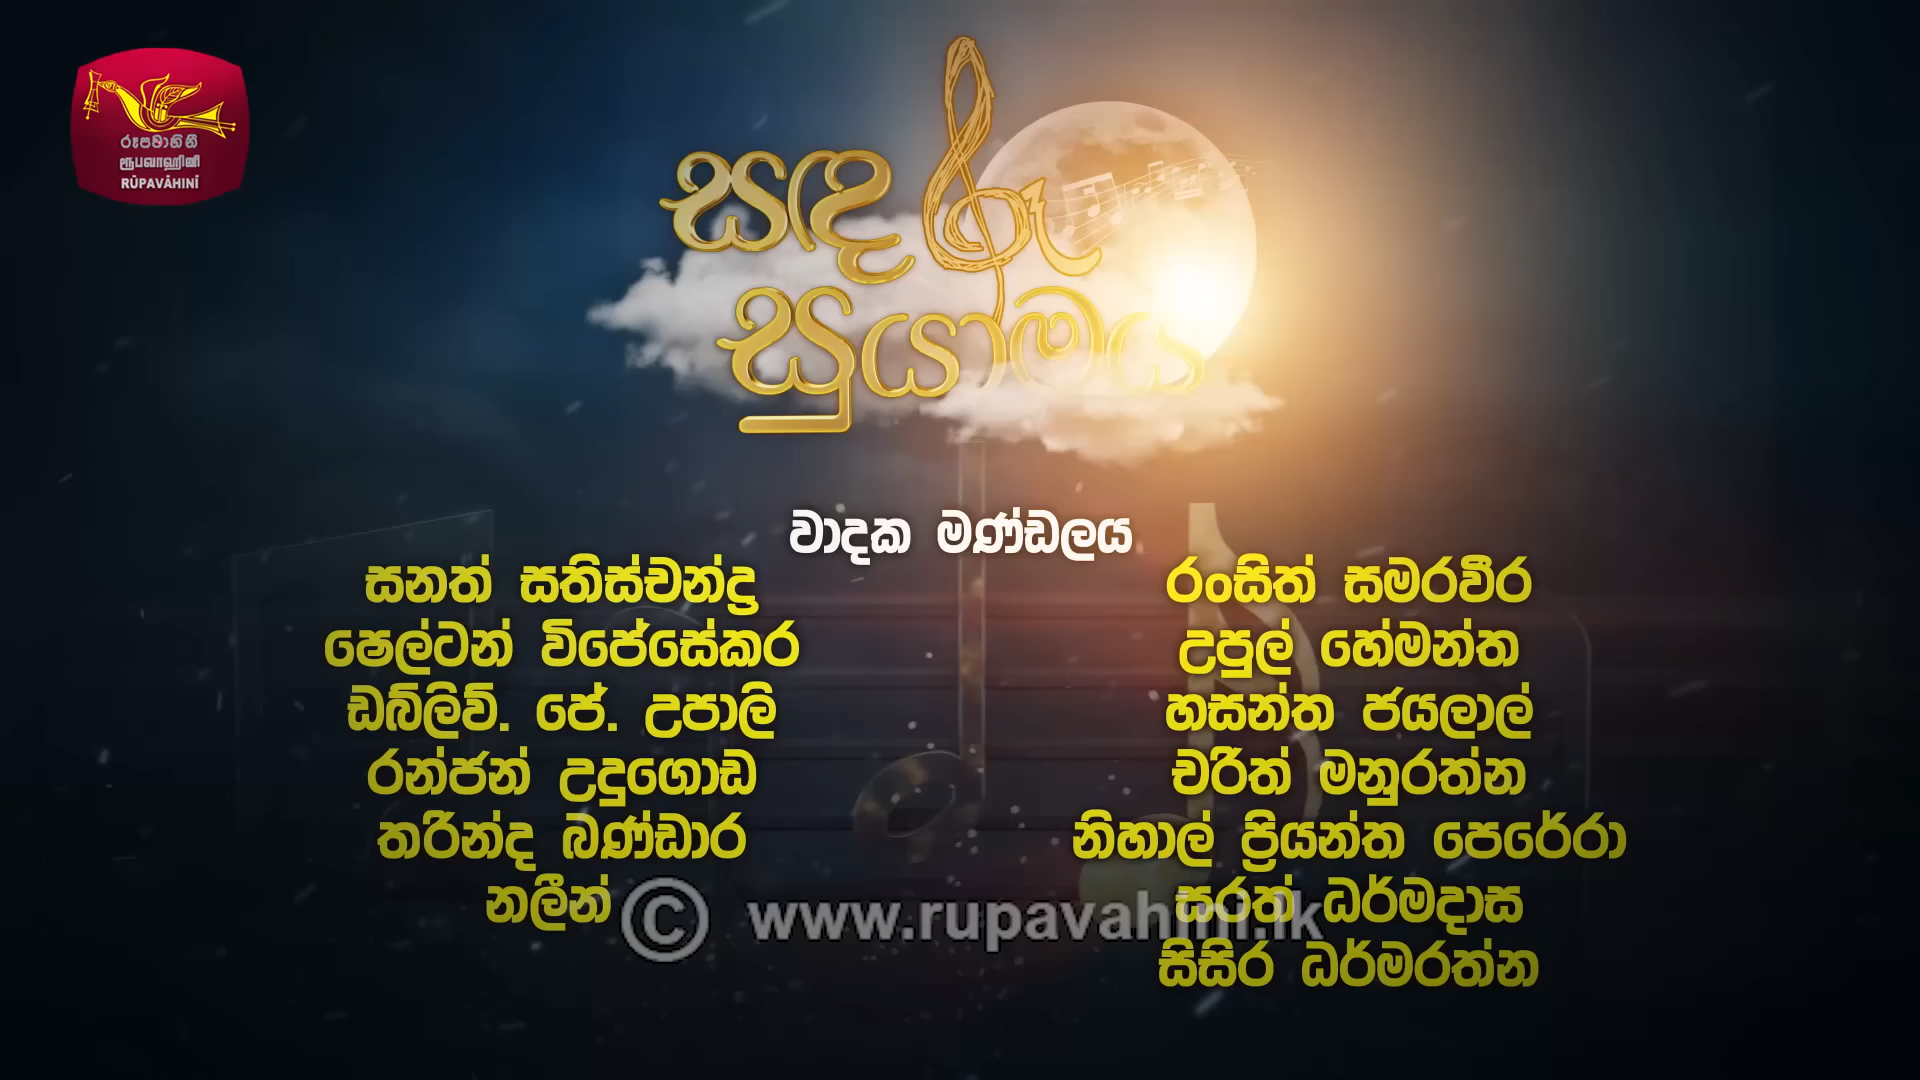 රූපවාහිනී
ரூபவாஹினி
RŪPAVĀHINĪ
සඳ රූ
සුයාමය
වාදක මණ්ඩලය
සනත් සතිස්චන්ද්‍ර
ෂෙල්ටන් විජේසේකර
ඩබ්ලිව්. ජේ. උපාලි
රන්ජන් උදුගොඩ
තරින්ද බණ්ඩාර
නලීන්
රංසිත් සමරවීර
උපුල් හේමන්ත
හසන්ත ජයලාල්
චරිත් මනුරත්න
නිහාල් ප්‍රියන්ත පෙරේරා
සරත් ධර්මදාස
සිසිර ධර්මරත්න
© www.rupavahini.lk